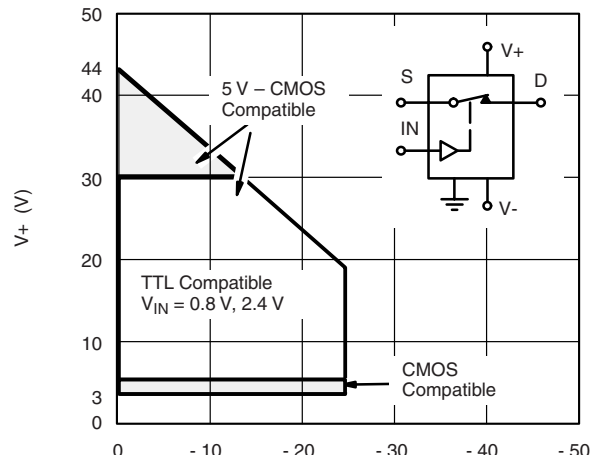 50
44
40
30
20
10
3
0
V+ (V)
5 V – CMOS
Compatible
TTL Compatible
VIN = 0.8 V, 2.4 V
CMOS
Compatible
V+
S
D
IN
V-
0
- 10
- 20
- 30
- 40
- 50